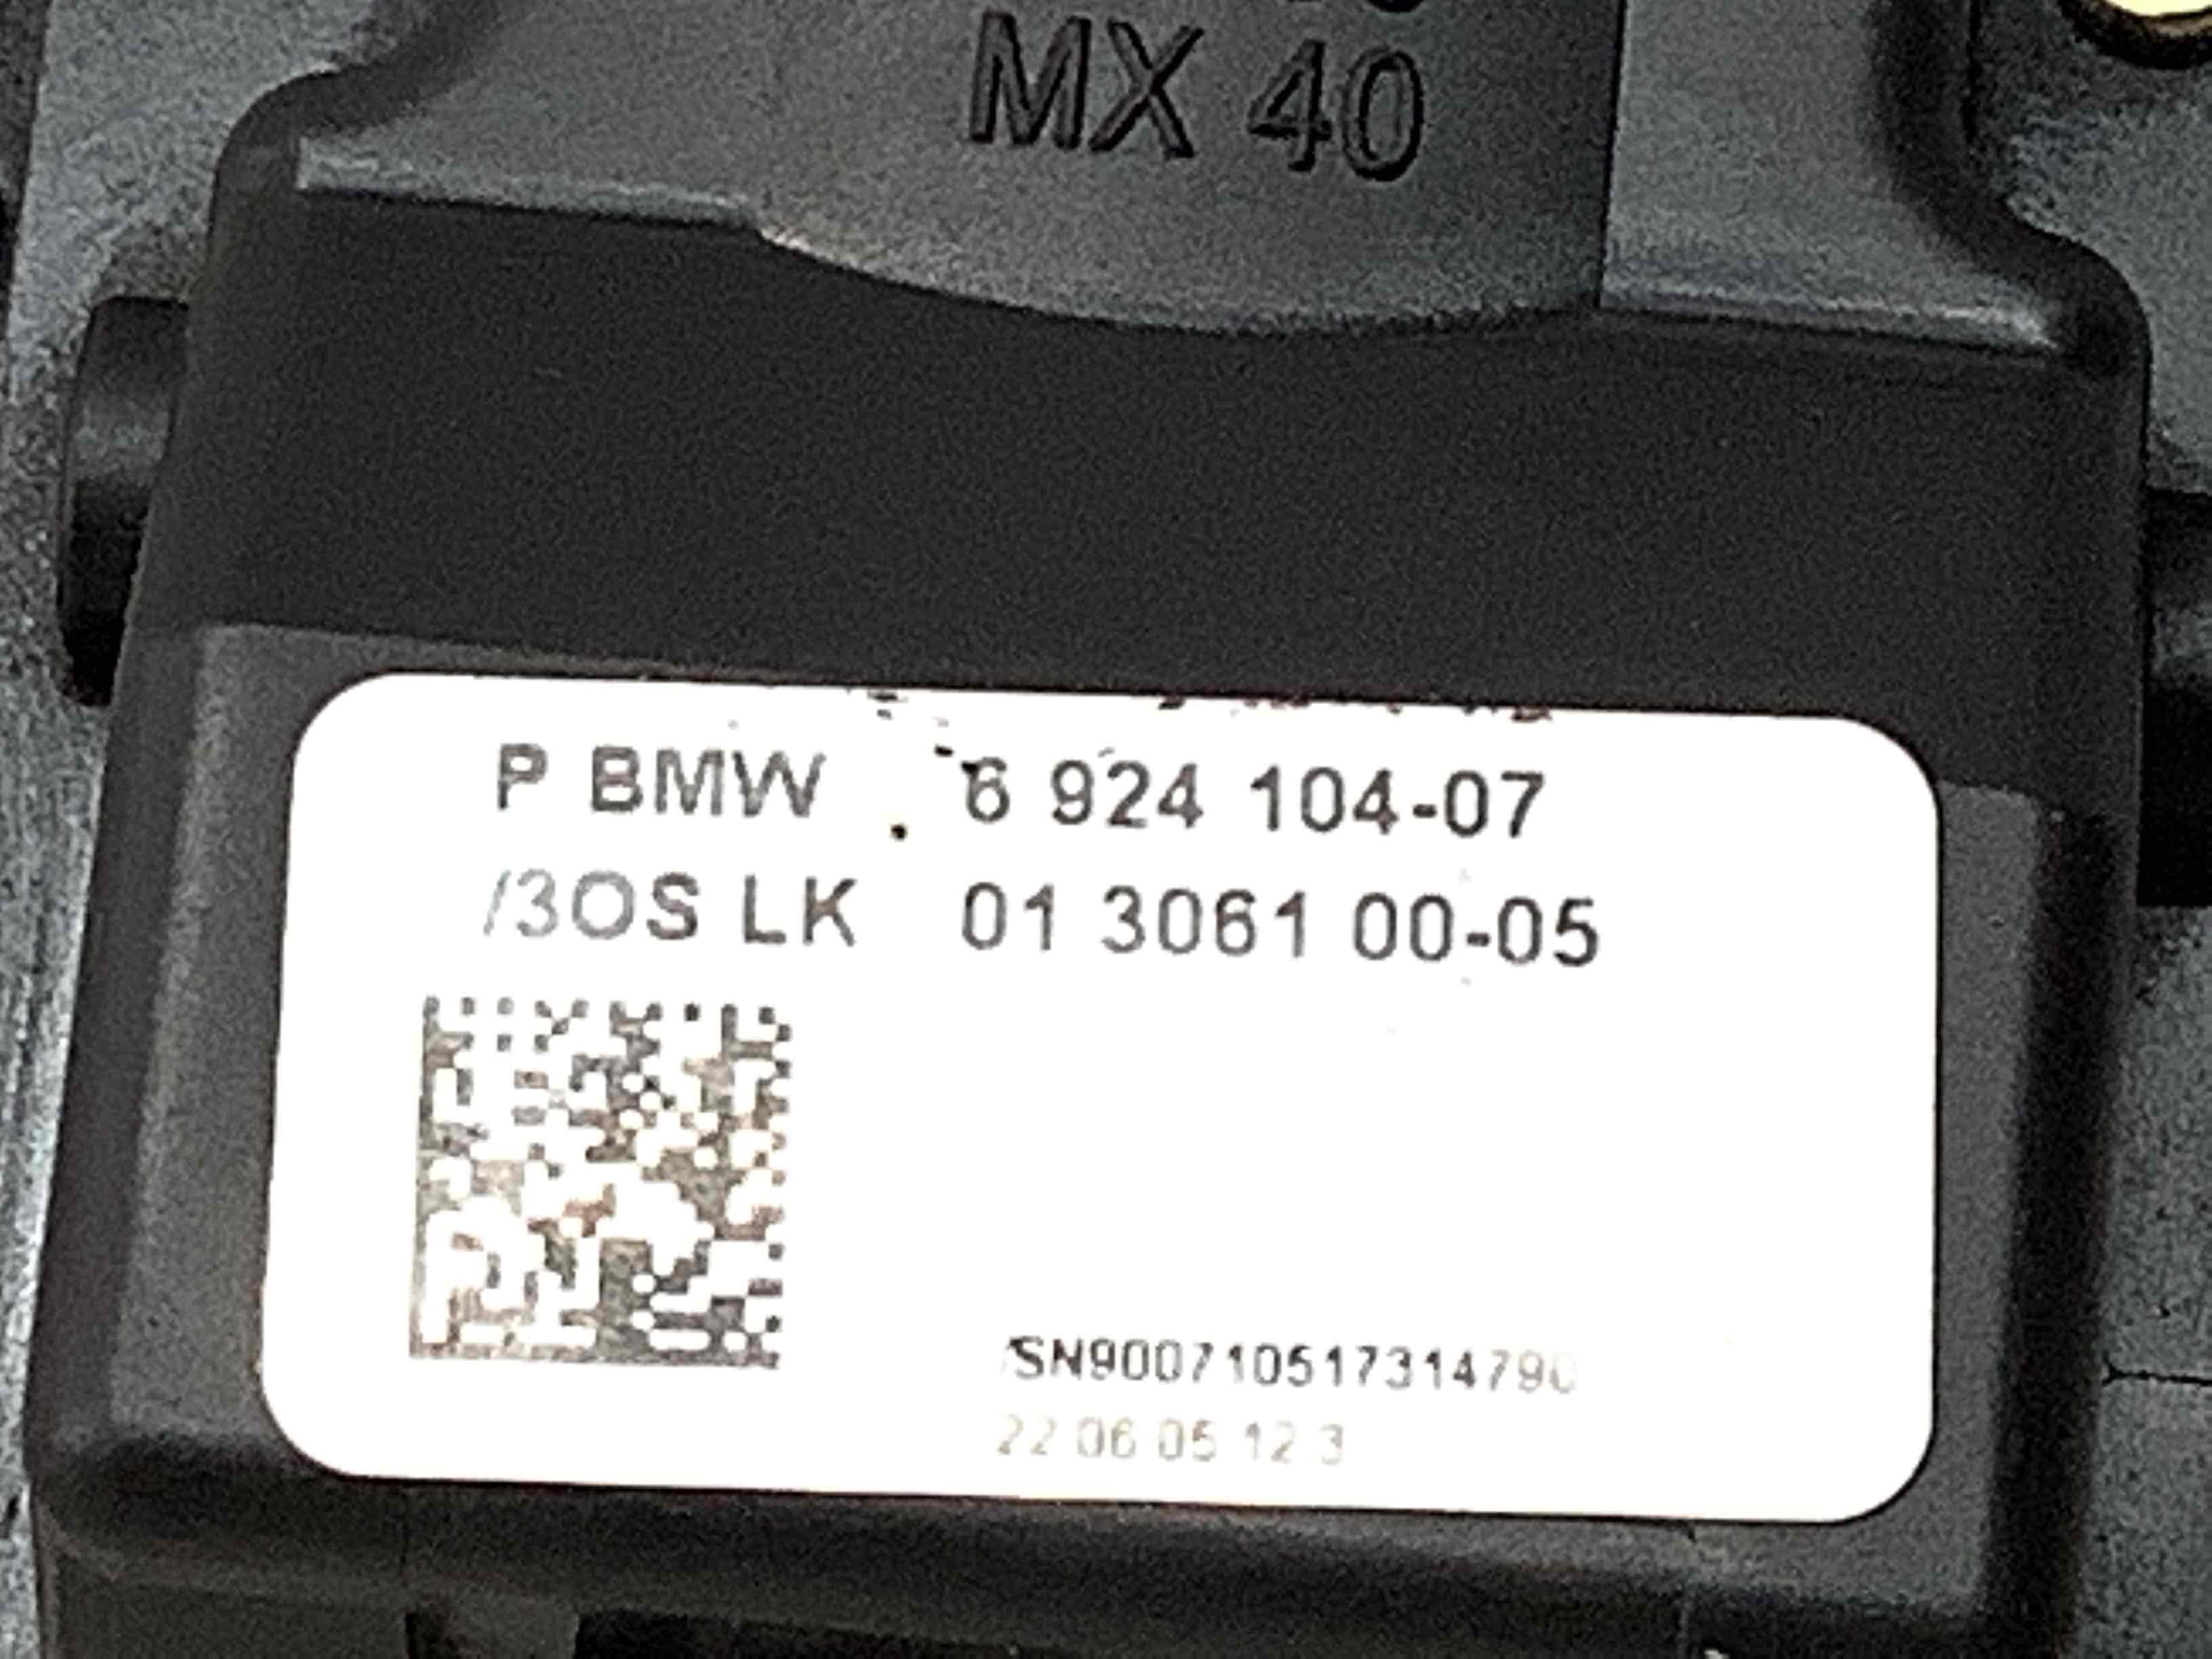 MX 40
P BMW 6 924 104-07
/3OS LK 01 3061 00-05
/SN900710517314790
22 06 05 12.3